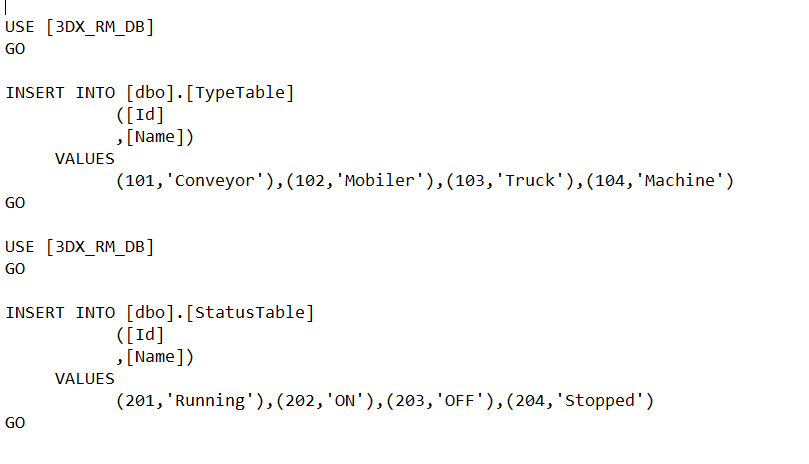 USE [3DX_RM_DB]
GO
INSERT INTO [dbo].[TypeTable]
([Id]
,[Name])
VALUES
(101,'Conveyor'),(102,'Mobiler'),(103,'Truck'),(104,'Machine')
GO
USE [3DX_RM_DB]
GO
INSERT INTO [dbo].[StatusTable]
([Id]
,[Name])
VALUES
(201,'Running'),(202,'ON'),(203,'OFF'),(204,'Stopped')
GO